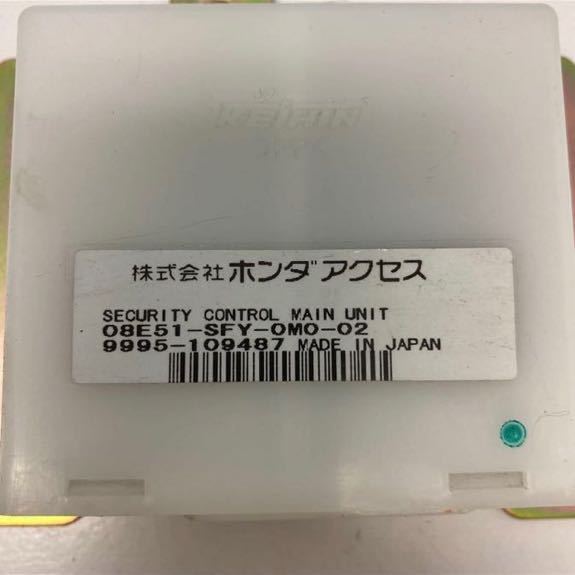 KEIHIN
株式会社 ホンダアクセス
SECURITY CONTROL MAIN UNIT
08E51-SFY-0M0-02
9995-109487 MADE IN JAPAN